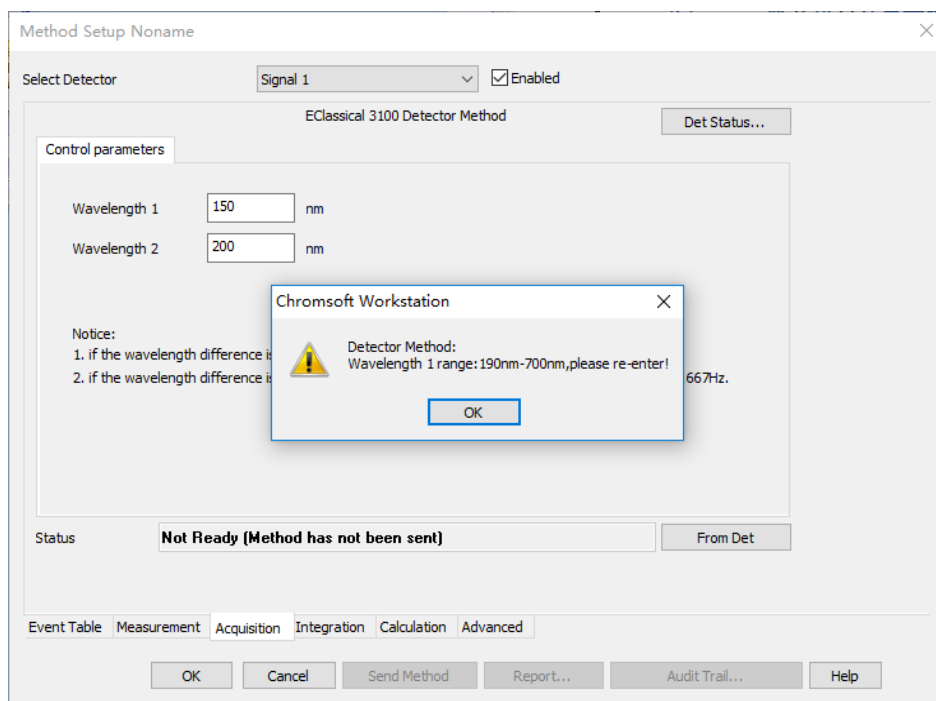 Method Setup Noname
Select Detector Signal 1 Enabled
EClassical 3100 Detector Method Det Status...
Control parameters
Wavelength 1 150 nm
Wavelength 2 200 nm
Chromsoft Workstation
Detector Method:
Wavelength 1 range:190nm-700nm,please re-enter!
OK
Notice:
1. if the wavelength difference is
2. if the wavelength difference is 667Hz.
Status Not Ready (Method has not been sent) From Det
Event Table Measurement Acquisition Integration Calculation Advanced
OK Cancel Send Method Report... Audit Trail... Help